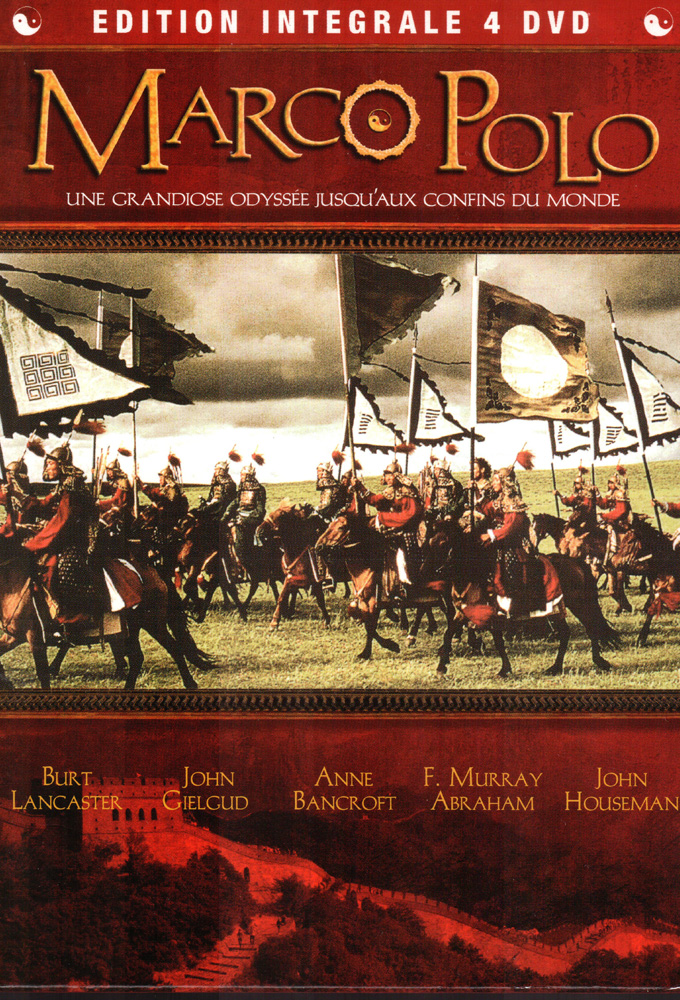 EDITION INTEGRALE 4 DVD
MARCO POLO
UNE GRANDIOSE ODYSSÉE JUSQU'AUX CONFINS DU MONDE
BURT LANCASTER
JOHN GIELGUD
ANNE BANCROFT
F. MURRAY ABRAHAM
JOHN HOUSEMAN